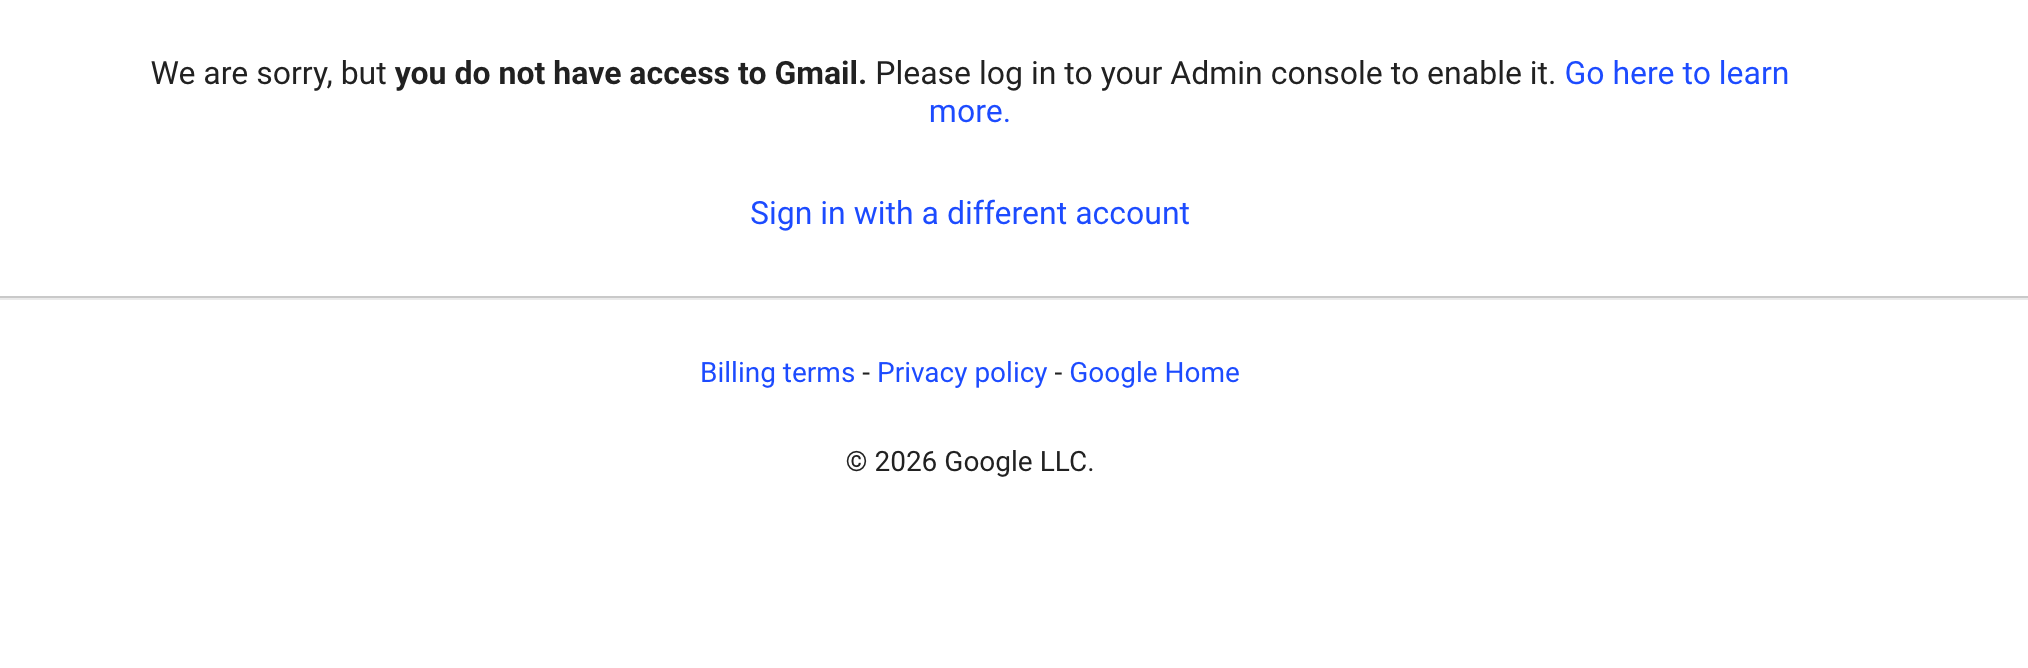 We are sorry, but you do not have access to Gmail. Please log in to your Admin console to enable it. Go here to learn
more.
Sign in with a different account
Billing terms - Privacy policy - Google Home
© 2026 Google LLC.